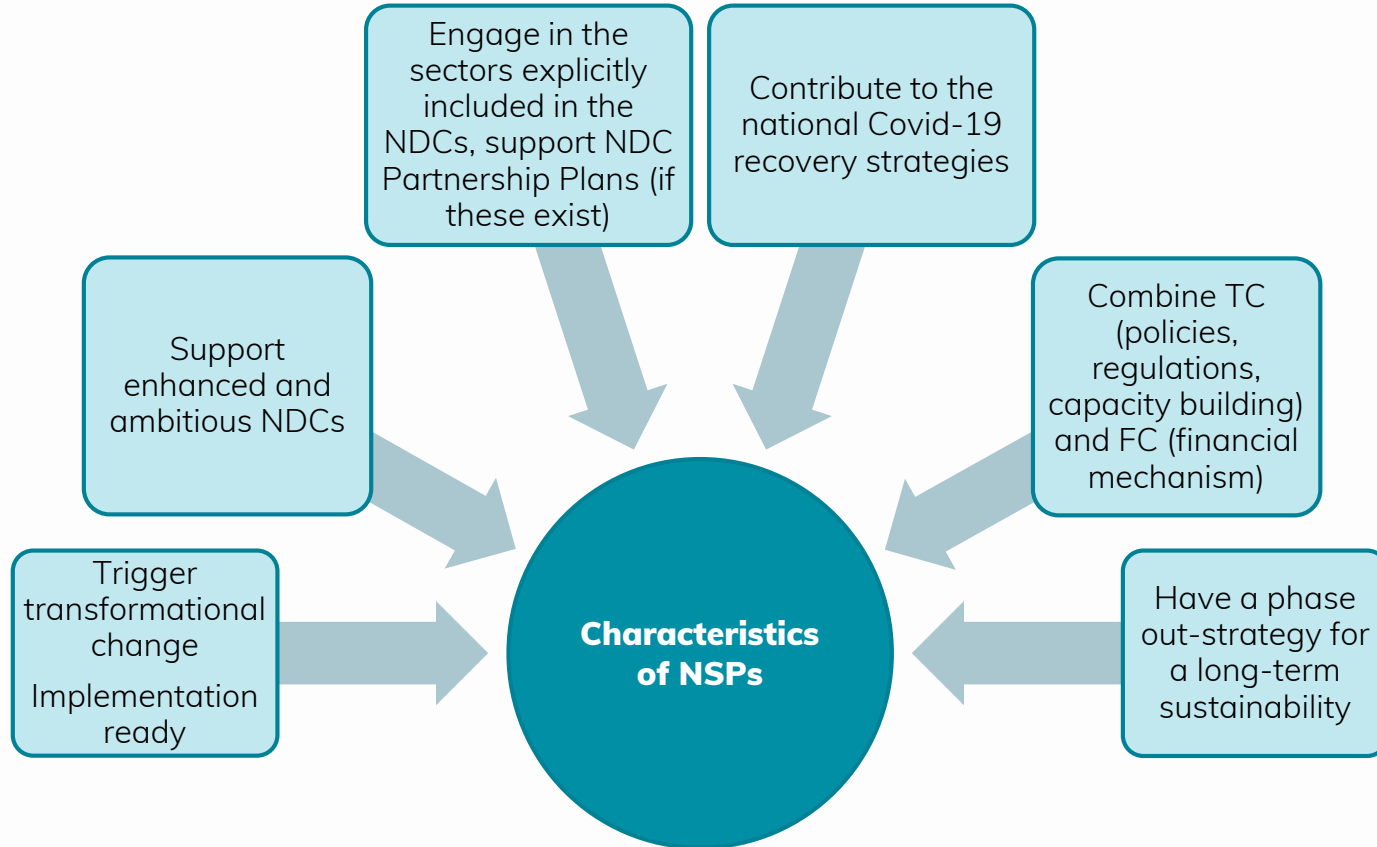 Engage in the
sectors explicitly
included in the
NDCs, support NDC
Partnership Plans (if
these exist)
Contribute to the
national Covid-19
recovery strategies
Support
enhanced and
ambitious NDCs
Combine TC
(policies,
regulations,
capacity building)
and FC (financial
mechanism)
Trigger
transformational
change
Implementation
ready
Characteristics
of NSPs
Have a phase
out-strategy for
a long-term
sustainability